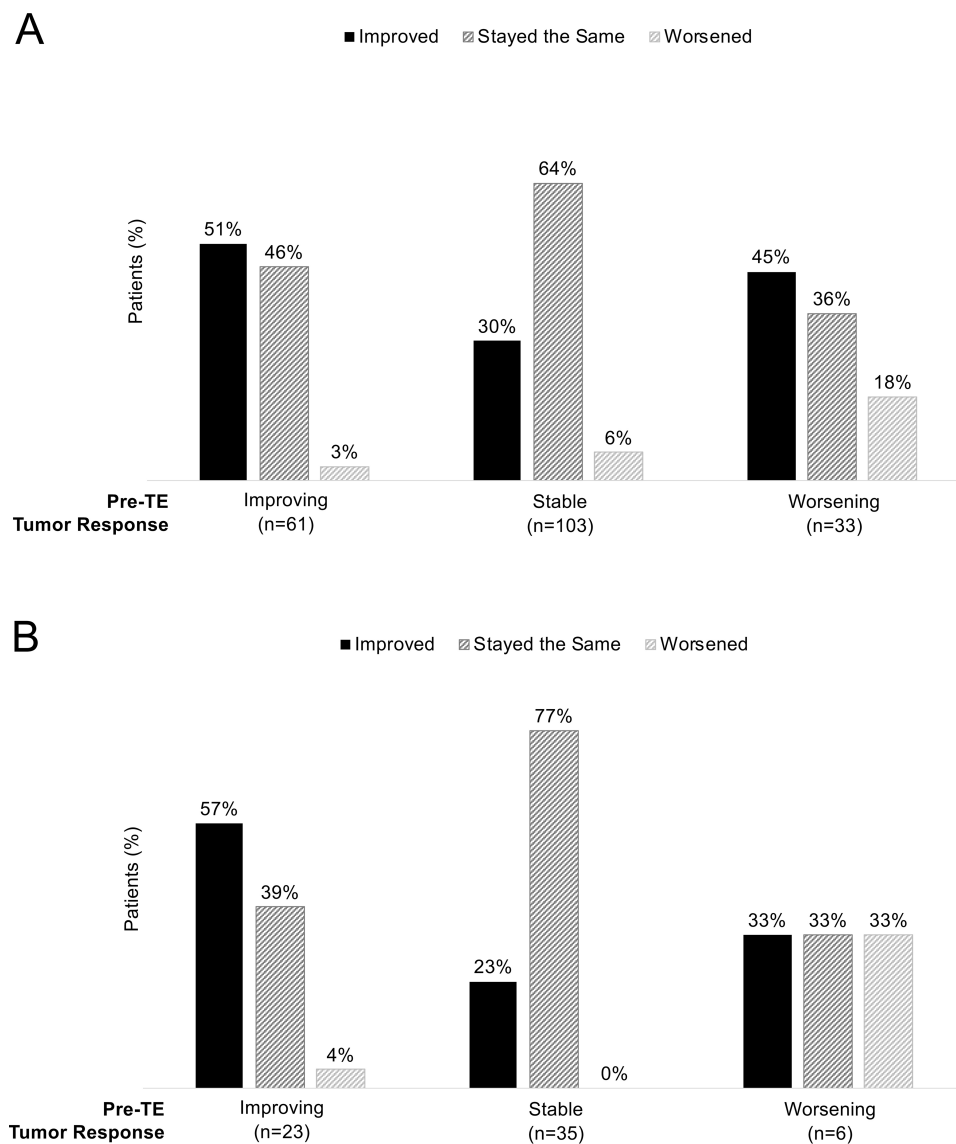 A
Improved Stayed the Same Worsened
Patients (%)
51% 46% 3% 30% 64% 6% 45% 36% 18%
Pre-TE Improving Stable Worsening
Tumor Response (n=61) (n=103) (n=33)
B
Improved Stayed the Same Worsened
Patients (%)
57% 39% 4% 23% 77% 0% 33% 33% 33%
Pre-TE Improving Stable Worsening
Tumor Response (n=23) (n=35) (n=6)